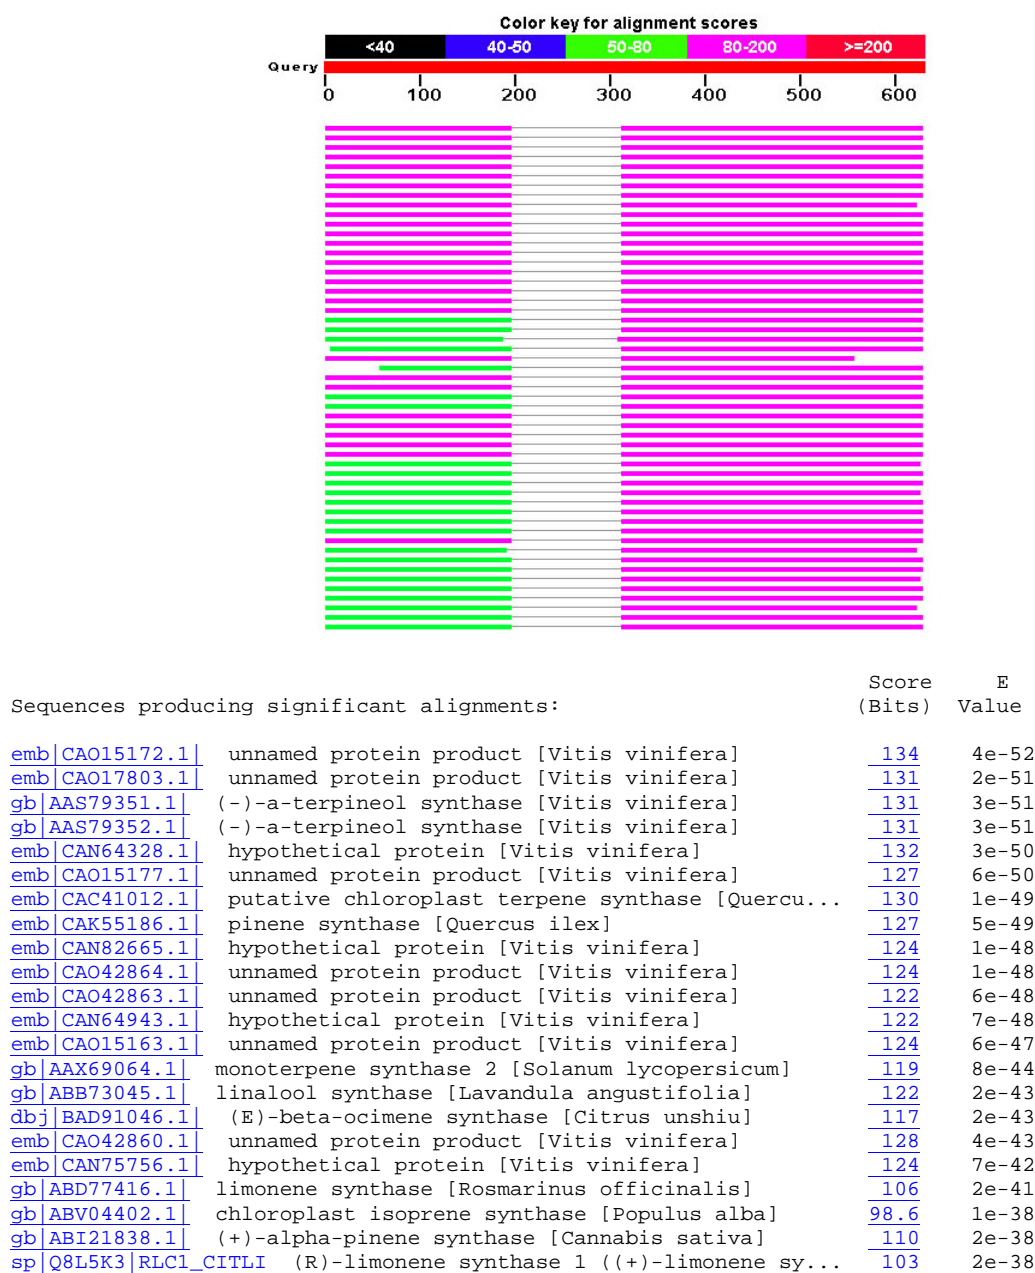 Color key for alignment scores
<40 40-50 50-80 80-200 >=200
Query
0 100 200 300 400 500 600
Score E
Sequences producing significant alignments: (Bits) Value
emb|CAO15172.1| unnamed protein product [Vitis vinifera] 134 4e-52
emb|CAO17803.1| unnamed protein product [Vitis vinifera] 131 2e-51
gb|AAS79351.1| (-)-a-terpineol synthase [Vitis vinifera] 131 3e-51
gb|AAS79352.1| (-)-a-terpineol synthase [Vitis vinifera] 131 3e-51
emb|CAN64328.1| hypothetical protein [Vitis vinifera] 132 3e-50
emb|CAO15177.1| unnamed protein product [Vitis vinifera] 127 6e-50
emb|CAC41012.1| putative chloroplast terpene synthase [Quercu... 130 1e-49
emb|CAK55186.1| pinene synthase [Quercus ilex] 127 5e-49
emb|CAN82665.1| hypothetical protein [Vitis vinifera] 124 1e-48
emb|CAO42864.1| unnamed protein product [Vitis vinifera] 124 1e-48
emb|CAO42863.1| unnamed protein product [Vitis vinifera] 122 6e-48
emb|CAN64943.1| hypothetical protein [Vitis vinifera] 122 7e-48
emb|CAO15163.1| unnamed protein product [Vitis vinifera] 124 6e-47
gb|AAX69064.1| monoterpene synthase 2 [Solanum lycopersicum] 119 8e-44
gb|ABB73045.1| linalool synthase [Lavandula angustifolia] 122 2e-43
dbj|BAD91046.1| (E)-beta-ocimene synthase [Citrus unshiu] 117 2e-43
emb|CAO42860.1| unnamed protein product [Vitis vinifera] 128 4e-43
emb|CAN75756.1| hypothetical protein [Vitis vinifera] 124 7e-42
gb|ABD77416.1| limonene synthase [Rosmarinus officinalis] 106 2e-41
gb|ABV04402.1| chloroplast isoprene synthase [Populus alba] 98.6 1e-38
gb|ABI21838.1| (+)-alpha-pinene synthase [Cannabis sativa] 110 2e-38
sp|Q8L5K3|RLC1_CITLI (R)-limonene synthase 1 ((+)-limonene sy... 103 2e-38